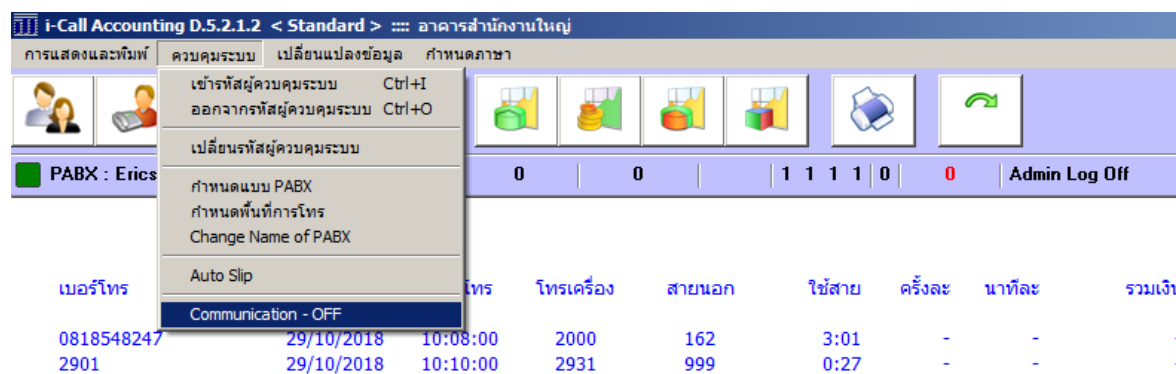 i-Call Accounting D.5.2.1.2 < Standard > :::: อาคารสำนักงานใหญ่
การแสดงและพิมพ์ ควบคุมระบบ เปลี่ยนแปลงข้อมูล กำหนดภาษา
เข้ารหัสผู้ควบคุมระบบ Ctrl+I
ออกจากรหัสผู้ควบคุมระบบ Ctrl+O
เปลี่ยนรหัสผู้ควบคุมระบบ
PABX : Erics 0 0 1 1 1 1 0 0 Admin Log Off
กำหนดแบบ PABX
กำหนดพื้นที่การโทร
Change Name of PABX
Auto Slip
เบอร์โทร โทรเครื่อง สายนอก ใช้สาย ครั้งละ นาทีละ
Communication - OFF
0818548247 29/10/2018 10:08:00 2000 162 3:01 - -
2901 29/10/2018 10:10:00 2931 999 0:27 - -